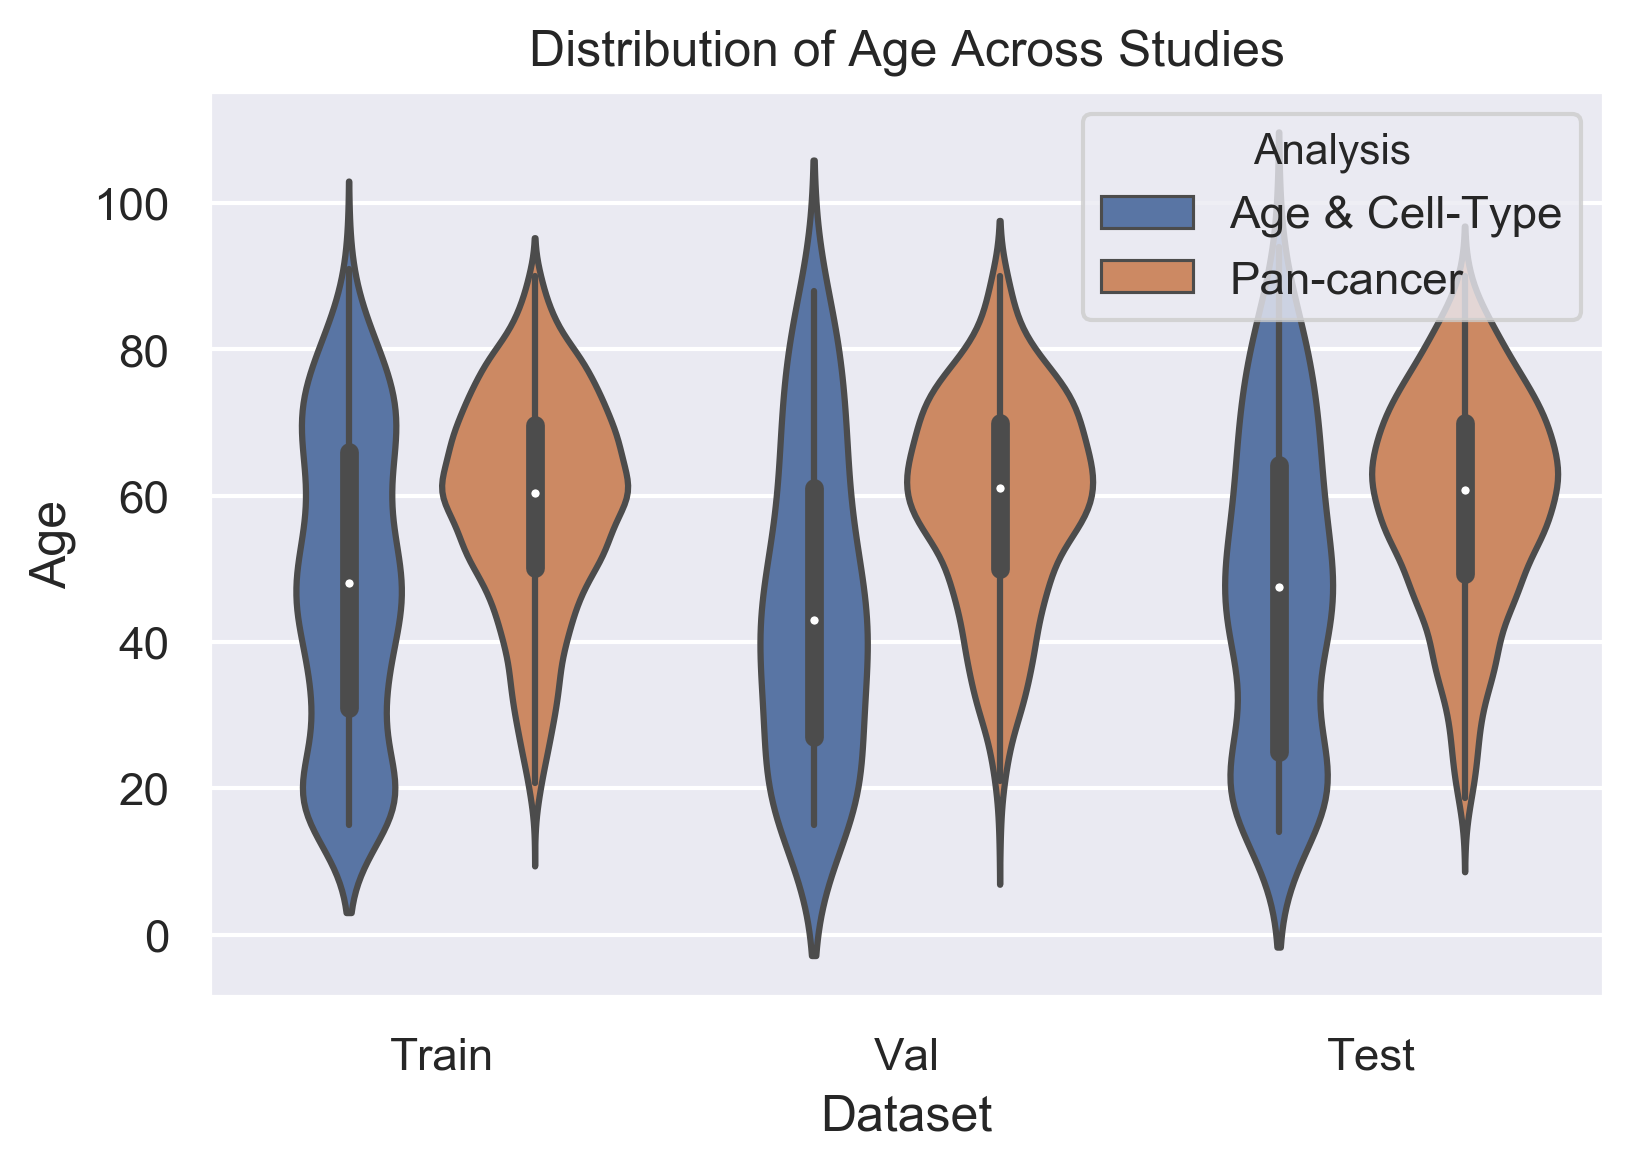 Distribution of Age Across Studies
Analysis
Age & Cell-Type
Pan-cancer
Age
100
80
60
40
20
0
Train
Val
Test
Dataset